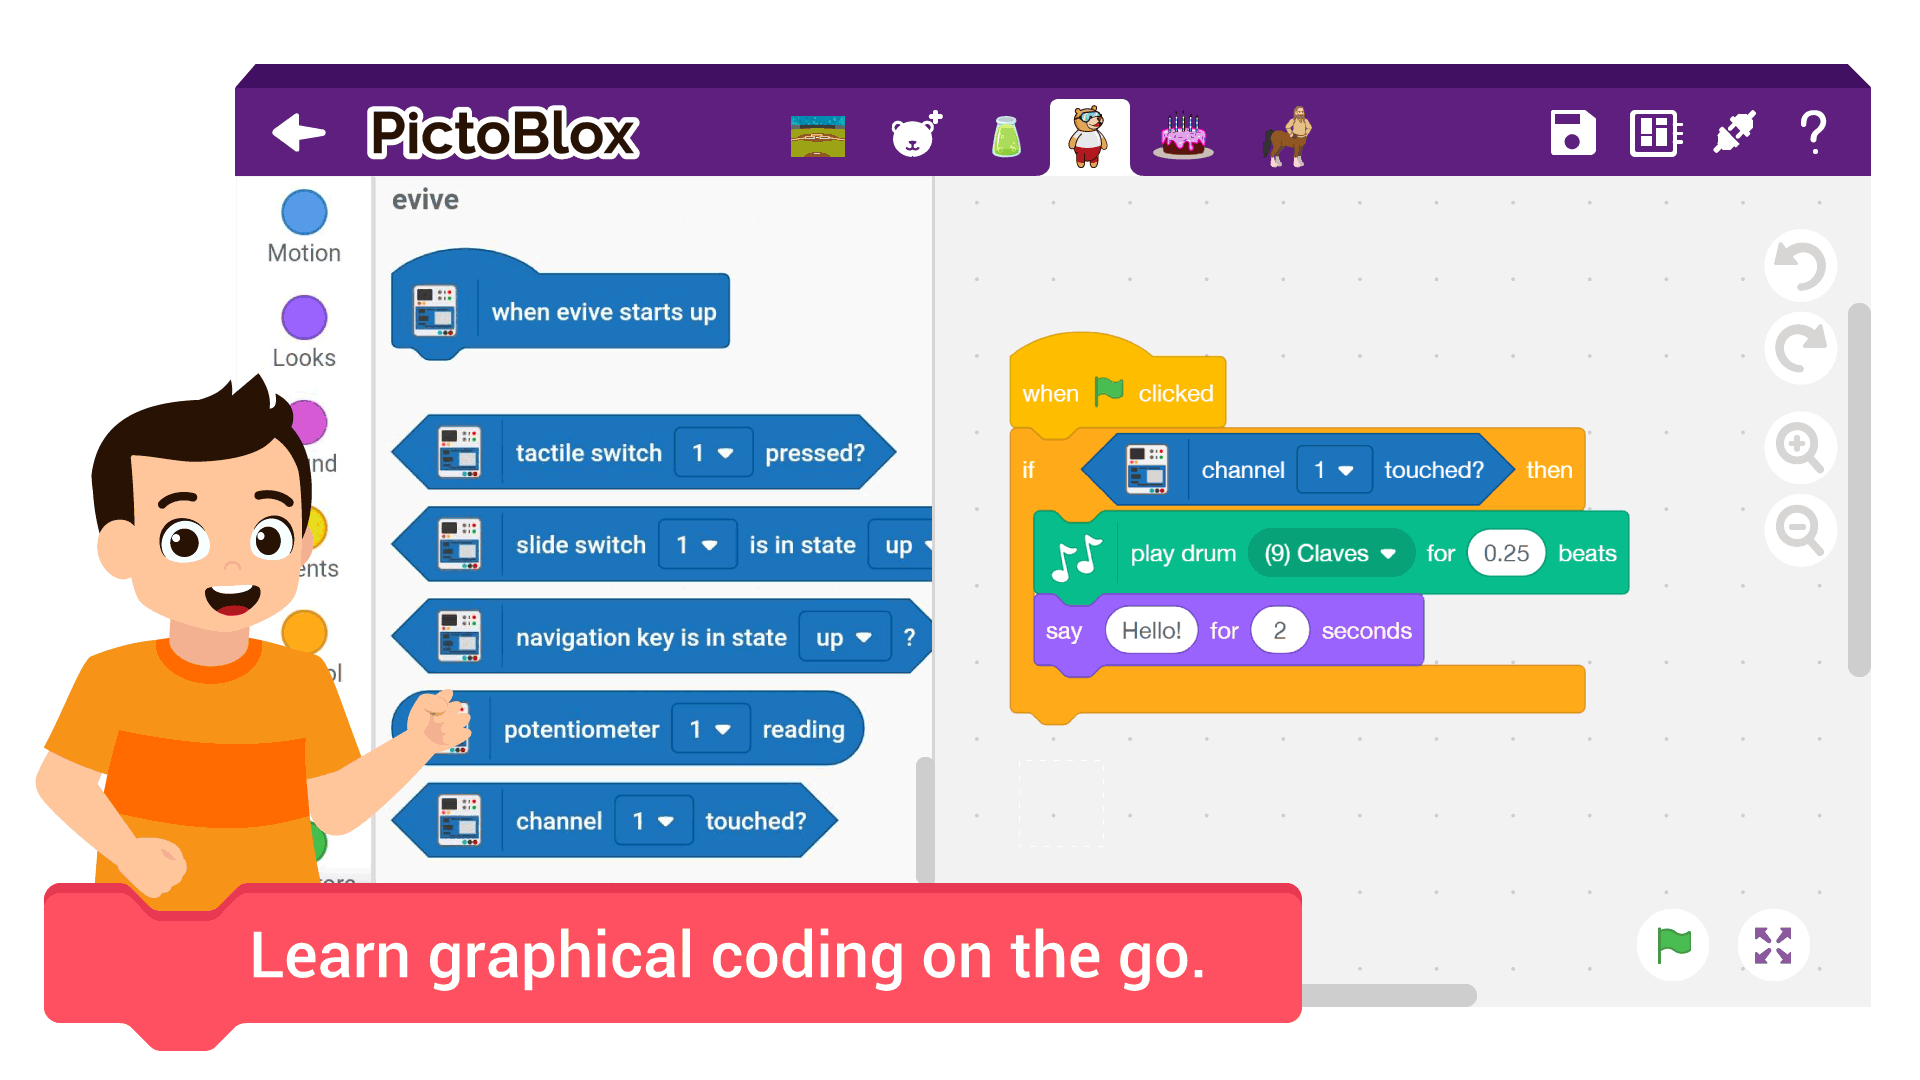 PictoBlox
?
Motion
Looks
evive
when evive starts up
tactile switch 1 pressed?
slide switch 1 is in state up
navigation key is in state up ?
potentiometer 1 reading
channel 1 touched?
when clicked
if channel 1 touched? then
play drum (9) Claves for 0.25 beats
say Hello! for 2 seconds
Learn graphical coding on the go.